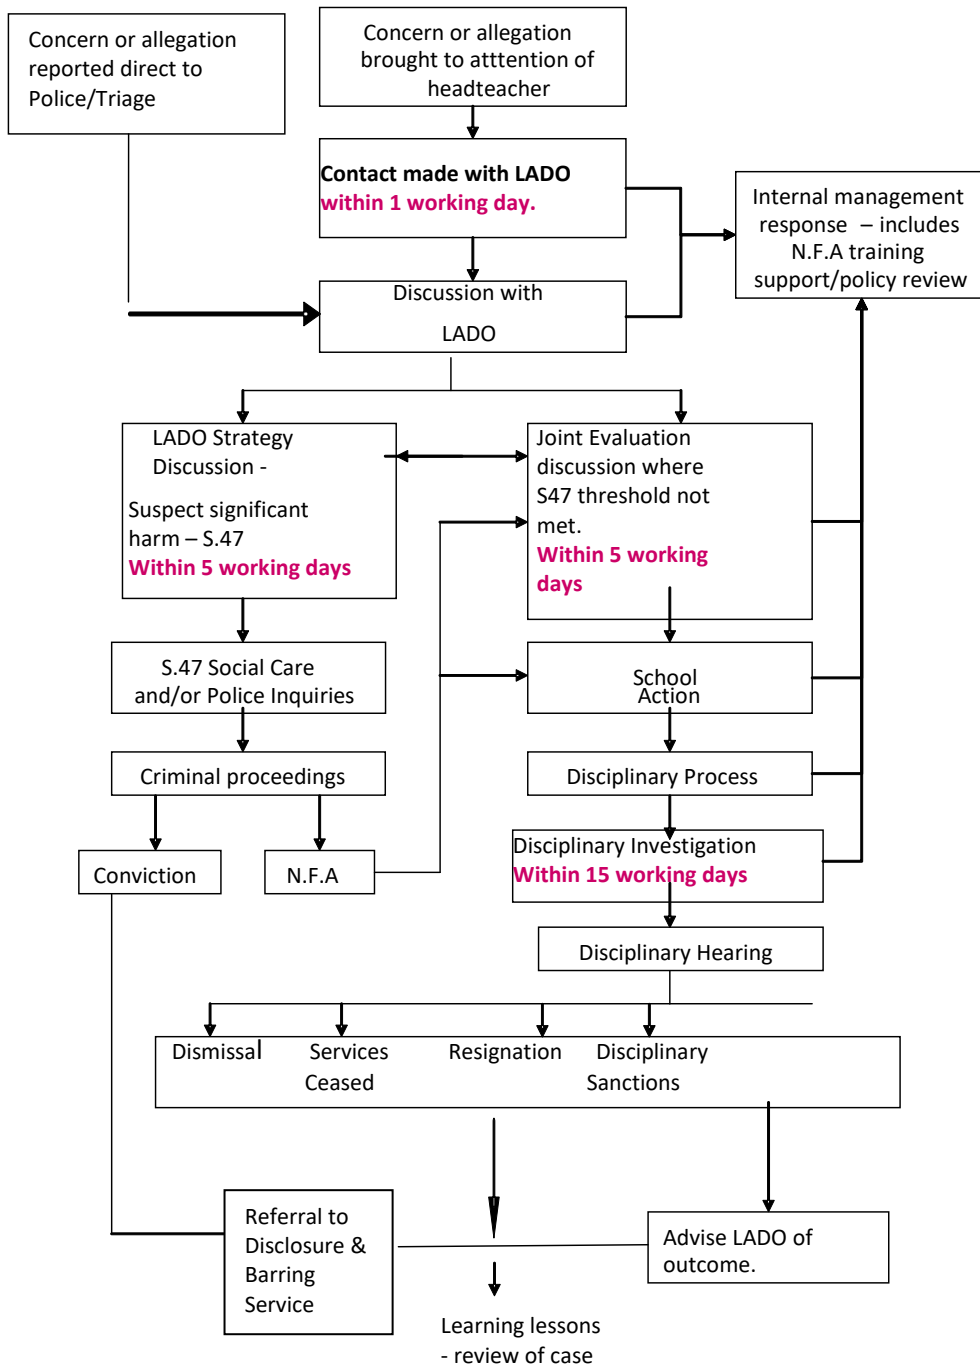 Concern or allegation
reported direct to
Police/Triage
Concern or allegation
brought to atttention of
headteacher
Contact made with LADO
within 1 working day.
Internal management
response – includes
N.F.A training
support/policy review
Discussion with
LADO
LADO Strategy
Discussion -
Suspect significant
harm – S.47
Within 5 working days
Joint Evaluation
discussion where
S47 threshold not
met.
Within 5 working
days
S.47 Social Care
and/or Police Inquiries
School
Action
Criminal proceedings
Disciplinary Process
Conviction
N.F.A
Disciplinary Investigation
Within 15 working days
Disciplinary Hearing
Dismissal
Services
Ceased
Resignation
Disciplinary
Sanctions
Referral to
Disclosure &
Barring
Service
Advise LADO of
outcome.
Learning lessons
- review of case